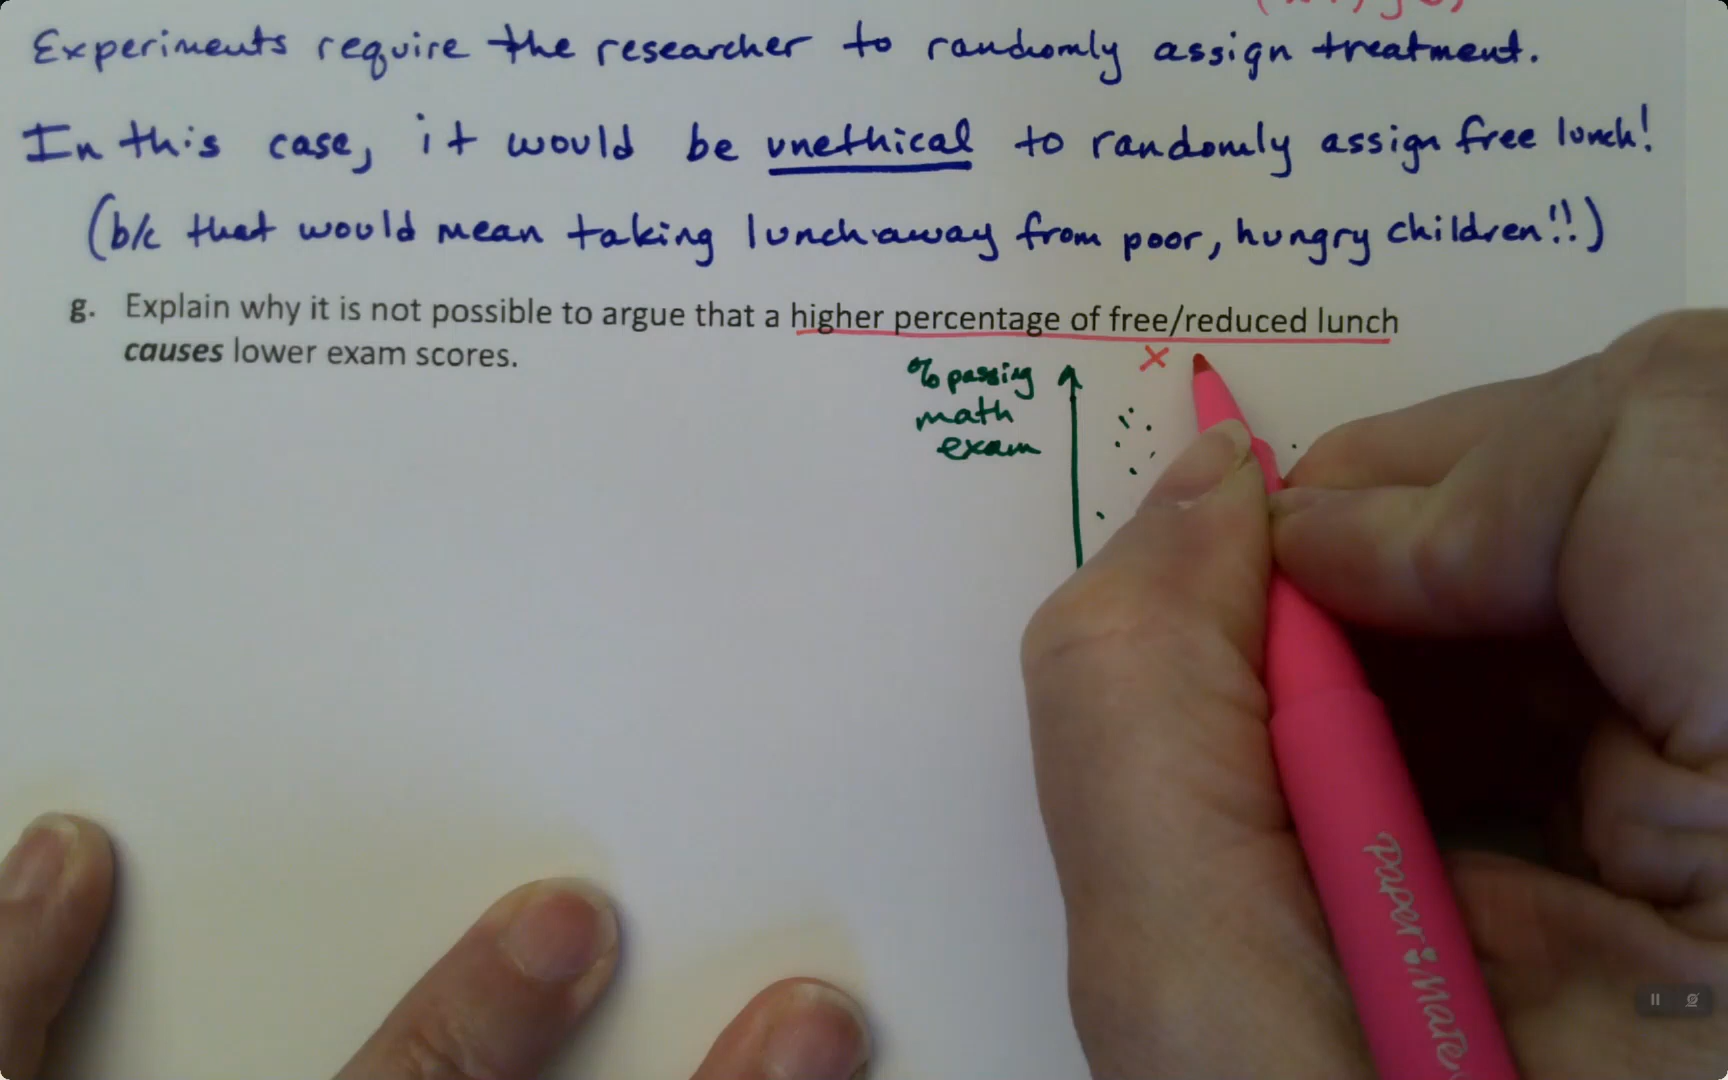 Experiments require the researcher to randomly assign treatment.
In this case, it would be unethical to randomly assign free lunch!
(b/c that would mean taking lunch away from poor, hungry children!!)
g. Explain why it is not possible to argue that a higher percentage of free/reduced lunch
causes lower exam scores.
% passing
math
exam
x
paper:Mate